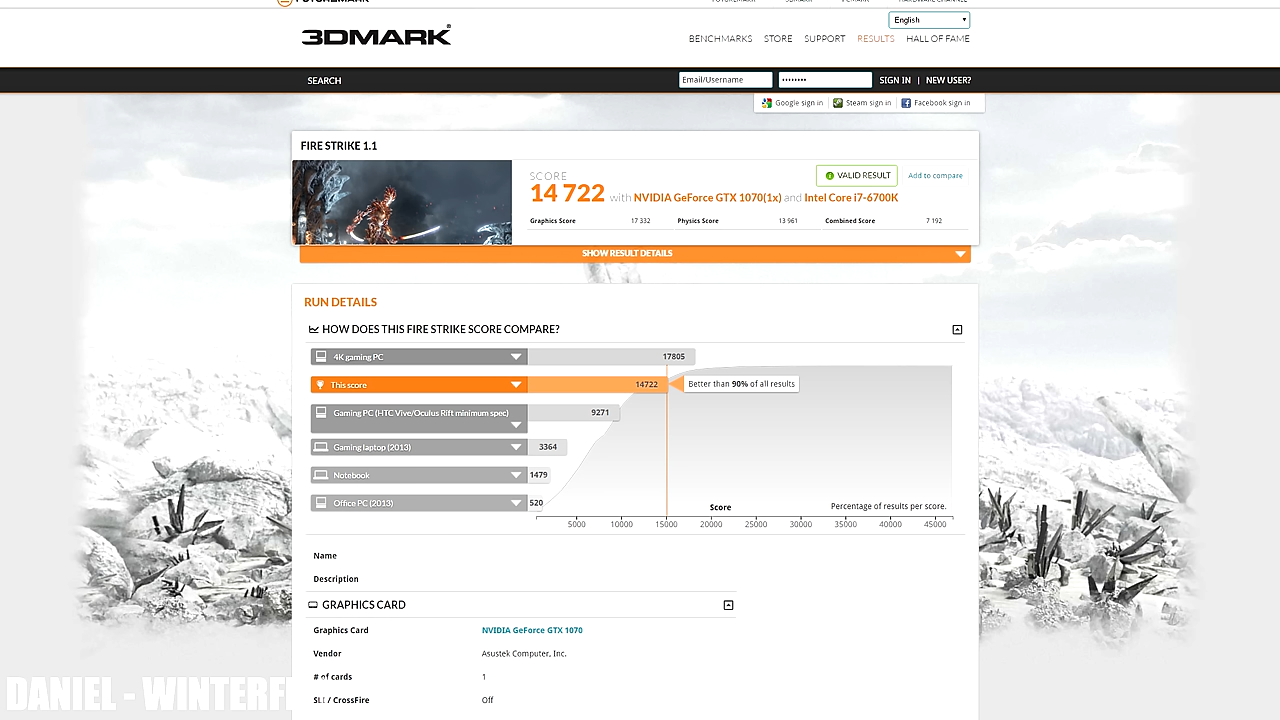 FUTUREMARK 3DMARK PCMARK HARDWARE CHANNEL
English
3DMARK®
BENCHMARKS STORE SUPPORT RESULTS HALL OF FAME
SEARCH Email/Username •••••••• SIGN IN | NEW USER?
Google sign in Steam sign in Facebook sign in
FIRE STRIKE 1.1
SCORE VALID RESULT Add to compare
14 722 with NVIDIA GeForce GTX 1070(1x) and Intel Core i7-6700K
Graphics Score 17 332 Physics Score 13 961 Combined Score 7 192
SHOW RESULT DETAILS
RUN DETAILS
HOW DOES THIS FIRE STRIKE SCORE COMPARE?
4K gaming PC 17805
This score 14722 Better than 90% of all results
Gaming PC (HTC Vive/Oculus Rift minimum spec) 9271
Gaming laptop (2013) 3364
Notebook 1479
Office PC (2013) 520
Score Percentage of results per score.
5000 10000 15000 20000 25000 30000 35000 40000 45000
Name
Description
GRAPHICS CARD
Graphics Card NVIDIA GeForce GTX 1070
Vendor Asustek Computer, Inc.
# of cards 1
SLI / CrossFire Off
DANIEL - WINTERF